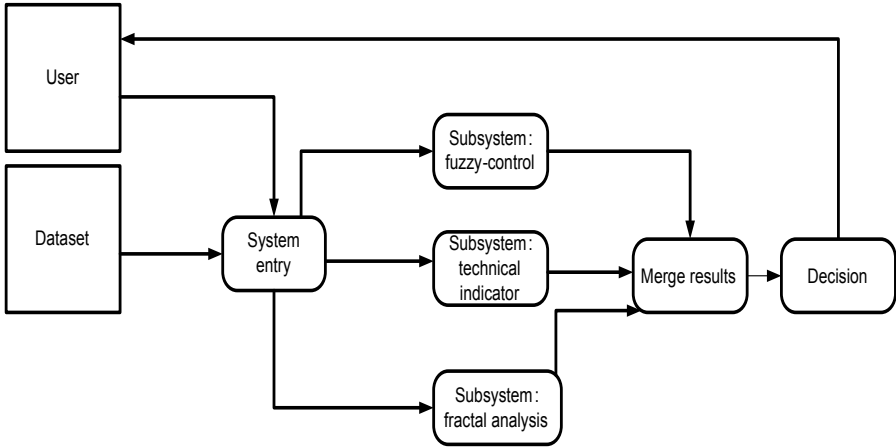 User
Dataset
System
entry
Subsystem:
fuzzy-control
Subsystem:
technical
indicator
Subsystem:
fractal analysis
Merge results
Decision